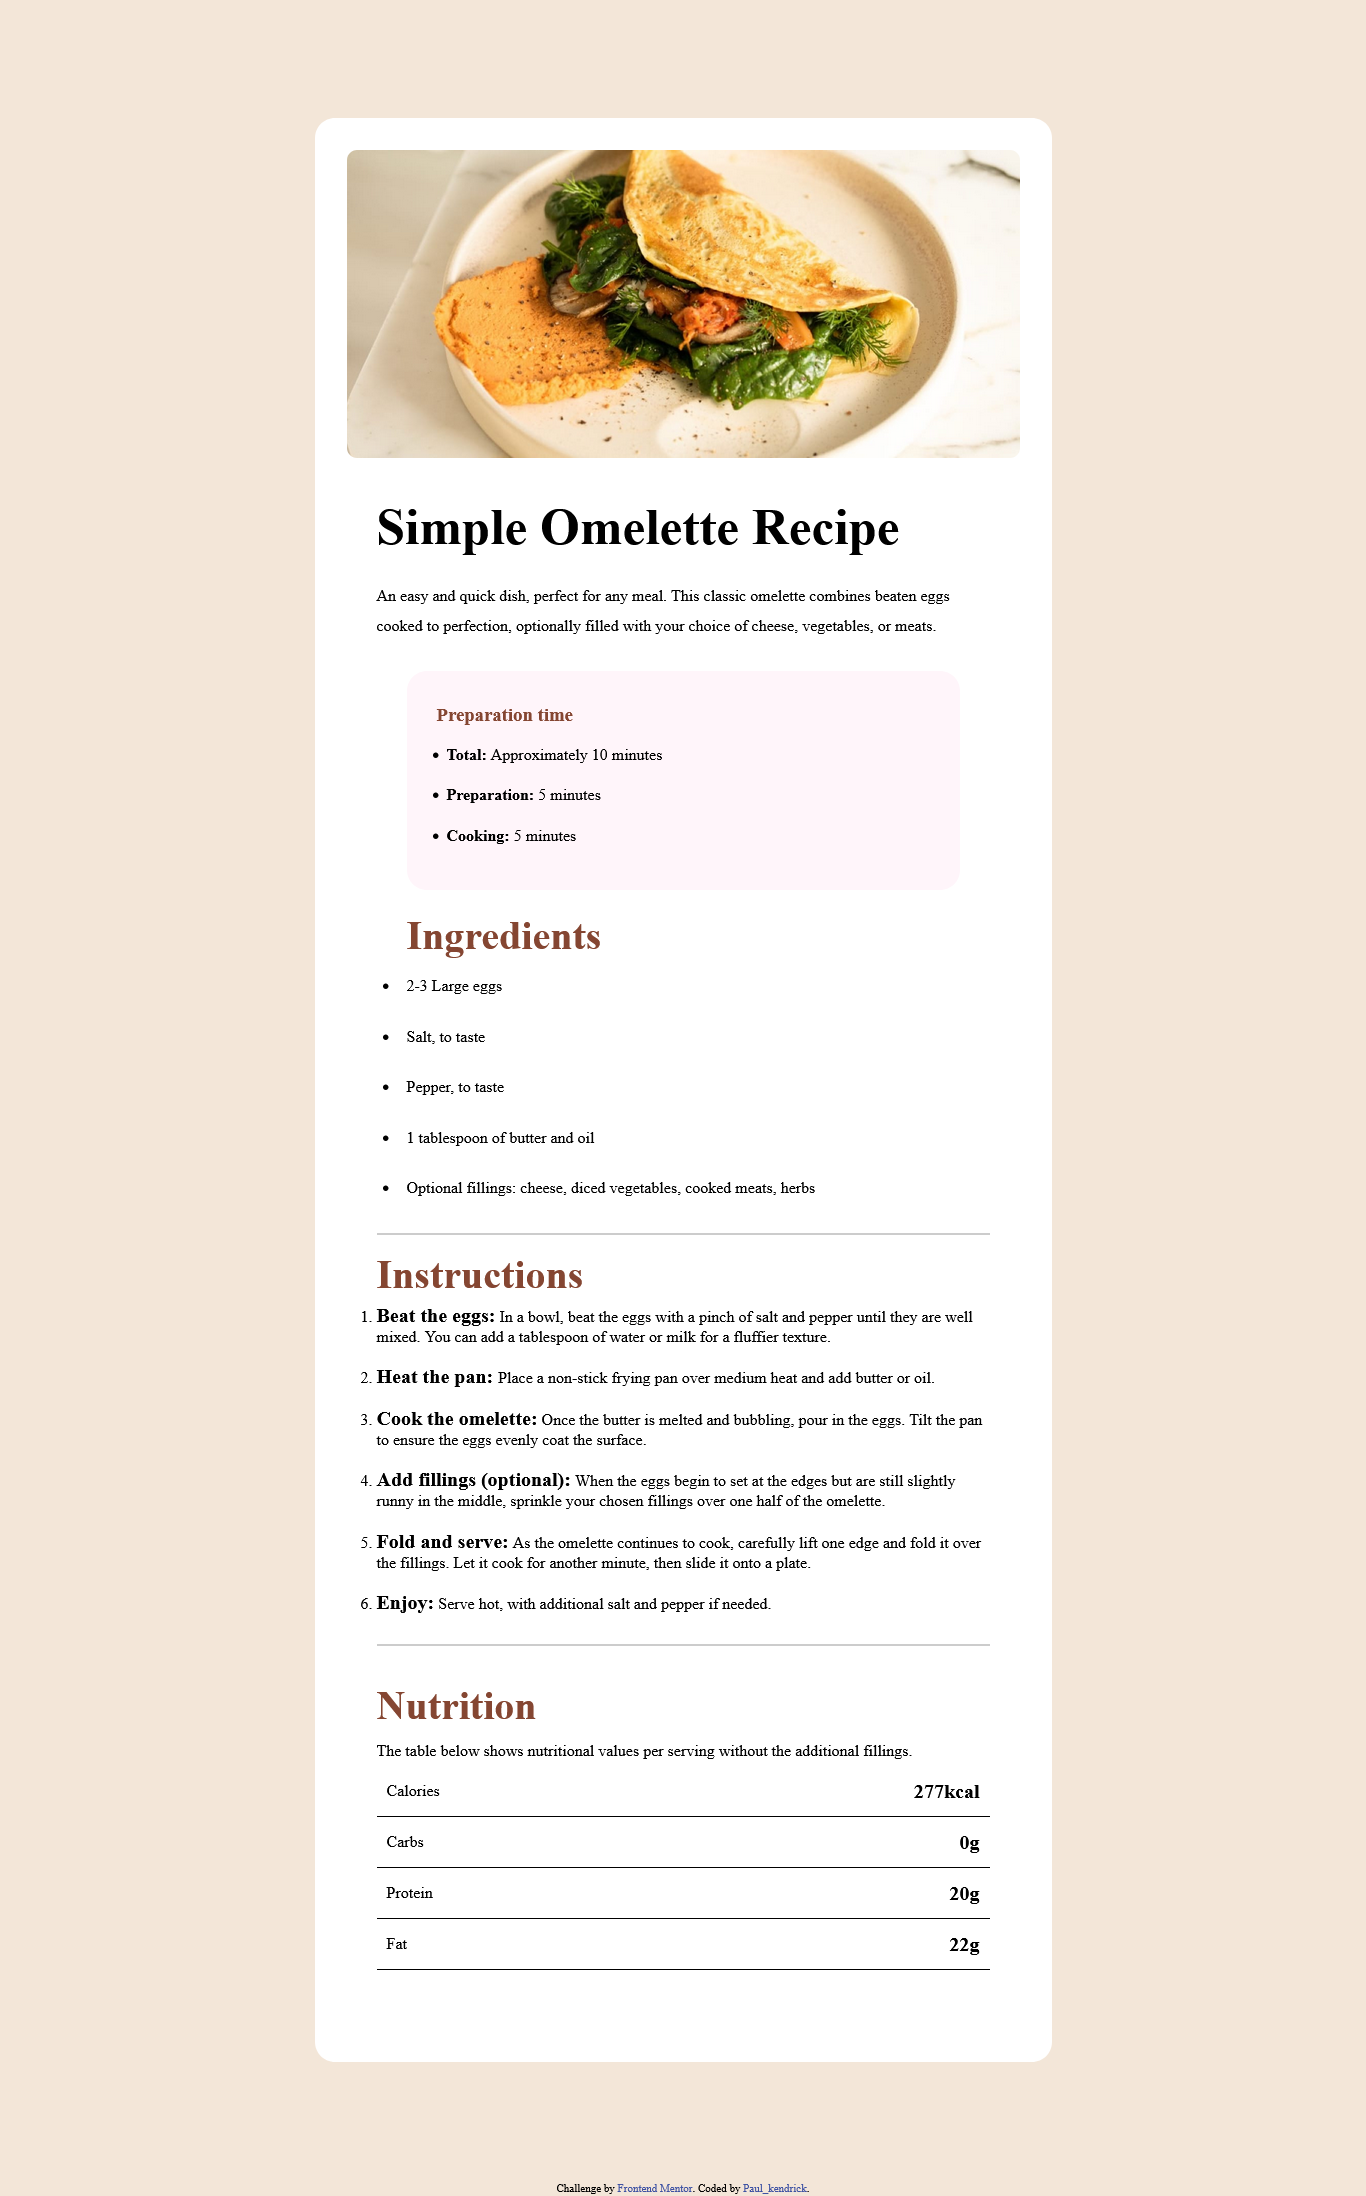 Simple Omelette Recipe
An easy and quick dish, perfect for any meal. This classic omelette combines beaten eggs
cooked to perfection, optionally filled with your choice of cheese, vegetables, or meats.
Preparation time
• Total: Approximately 10 minutes
• Preparation: 5 minutes
• Cooking: 5 minutes
Ingredients
• 2-3 Large eggs
• Salt, to taste
• Pepper, to taste
• 1 tablespoon of butter and oil
• Optional fillings: cheese, diced vegetables, cooked meats, herbs
Instructions
1. Beat the eggs: In a bowl, beat the eggs with a pinch of salt and pepper until they are well
mixed. You can add a tablespoon of water or milk for a fluffier texture.
2. Heat the pan: Place a non-stick frying pan over medium heat and add butter or oil.
3. Cook the omelette: Once the butter is melted and bubbling, pour in the eggs. Tilt the pan
to ensure the eggs evenly coat the surface.
4. Add fillings (optional): When the eggs begin to set at the edges but are still slightly
runny in the middle, sprinkle your chosen fillings over one half of the omelette.
5. Fold and serve: As the omelette continues to cook, carefully lift one edge and fold it over
the fillings. Let it cook for another minute, then slide it onto a plate.
6. Enjoy: Serve hot, with additional salt and pepper if needed.
Nutrition
The table below shows nutritional values per serving without the additional fillings.
Calories 277kcal
Carbs 0g
Protein 20g
Fat 22g
Challenge by Frontend Mentor. Coded by Paul_kendrick.